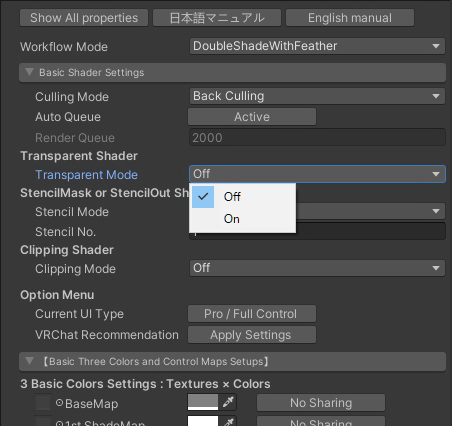 Show All properties 日本語マニュアル English manual
Workflow Mode DoubleShadeWithFeather
Basic Shader Settings
Culling Mode Back Culling
Auto Queue Active
Render Queue 2000
Transparent Shader
Transparent Mode Off
Off
On
StencilMask or StencilOut Sh
Stencil Mode
Stencil No.
Clipping Shader
Clipping Mode Off
Option Menu
Current UI Type Pro / Full Control
VRChat Recommendation Apply Settings
【Basic Three Colors and Control Maps Setups】
3 Basic Colors Settings : Textures × Colors
BaseMap No Sharing
1st ShadeMap No Sharing